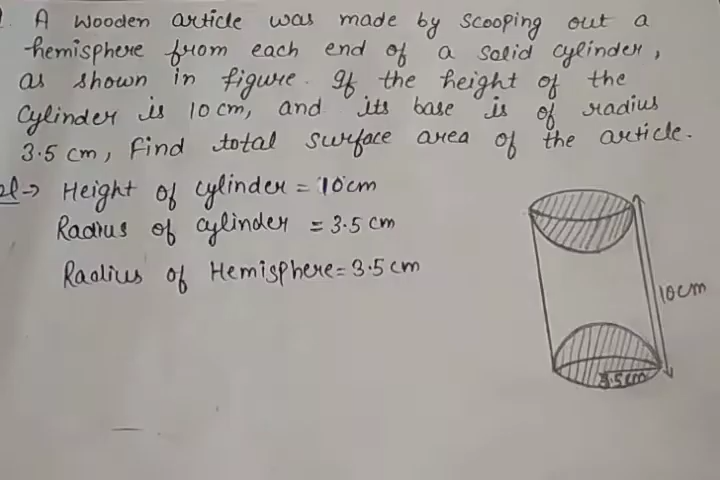 A wooden article was made by scooping out a
hemisphere from each end of a solid cylinder,
as shown in figure. If the height of the
cylinder is 10 cm, and its base is of radius
3.5 cm, find total surface area of the article.
Height of cylinder = 10 cm
Radius of cylinder = 3.5 cm
Radius of Hemisphere = 3.5 cm
10cm
3.5cm